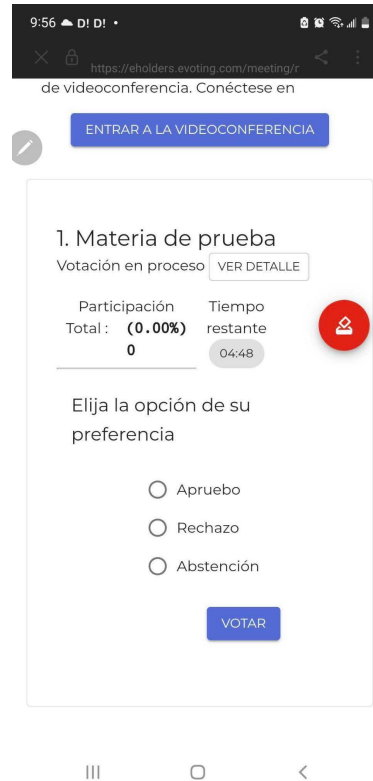 9:56 D! D! •
https://eholders.evoting.com/meeting/r
de videoconferencia. Conéctese en
ENTRAR A LA VIDEOCONFERENCIA
1. Materia de prueba
Votación en proceso VER DETALLE
Participación Tiempo
Total : (0.00%) restante
0 04:48
Elija la opción de su
preferencia
Apruebo
Rechazo
Abstención
VOTAR